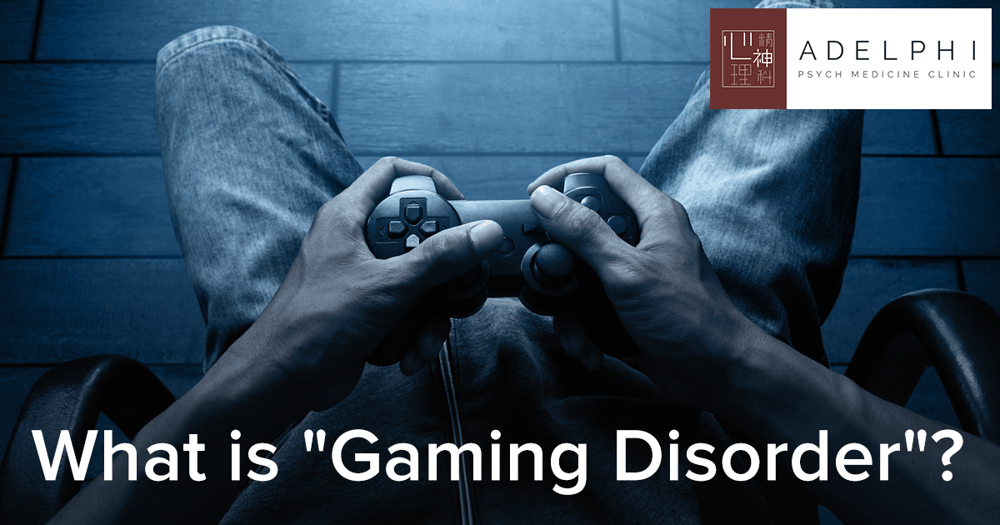 心 精
理 神
科
ADELPHI
PSYCH MEDICINE CLINIC
What is "Gaming Disorder"?